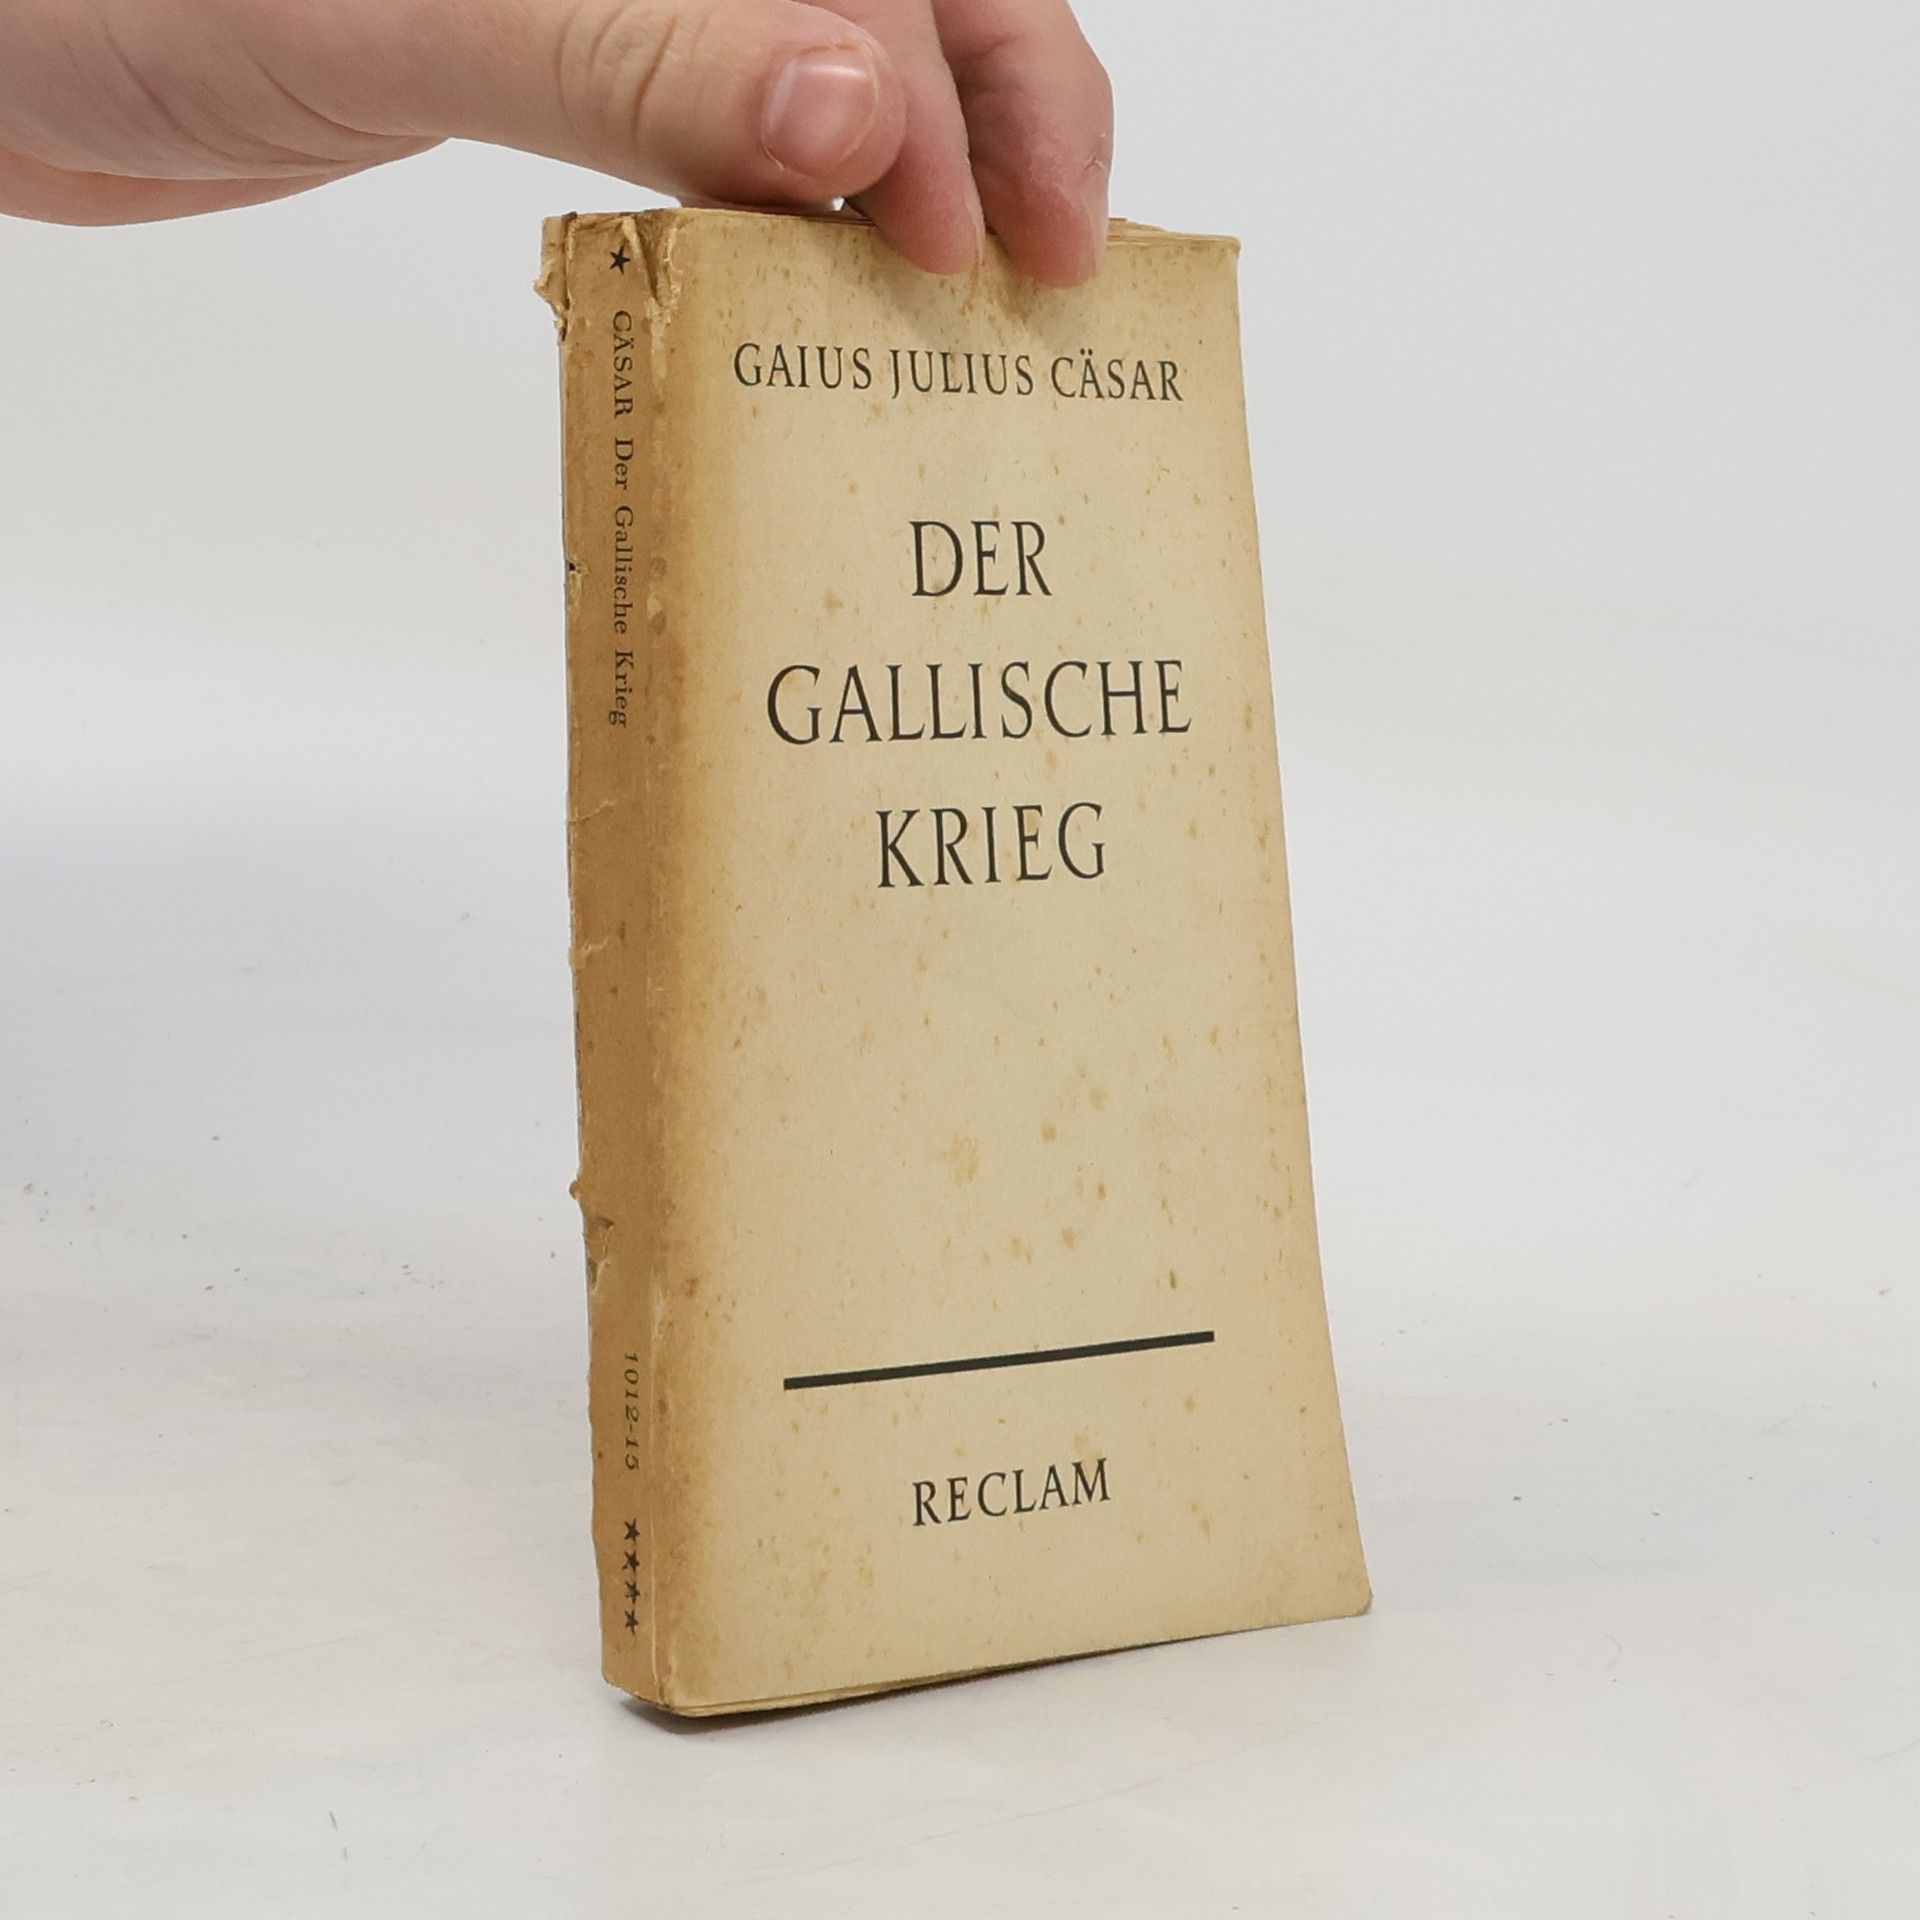 ★ CÄSAR Der Gallische Krieg 1012-15 ★★★★
GAIUS JULIUS CÄSAR
DER
GALLISCHE
KRIEG
RECLAM